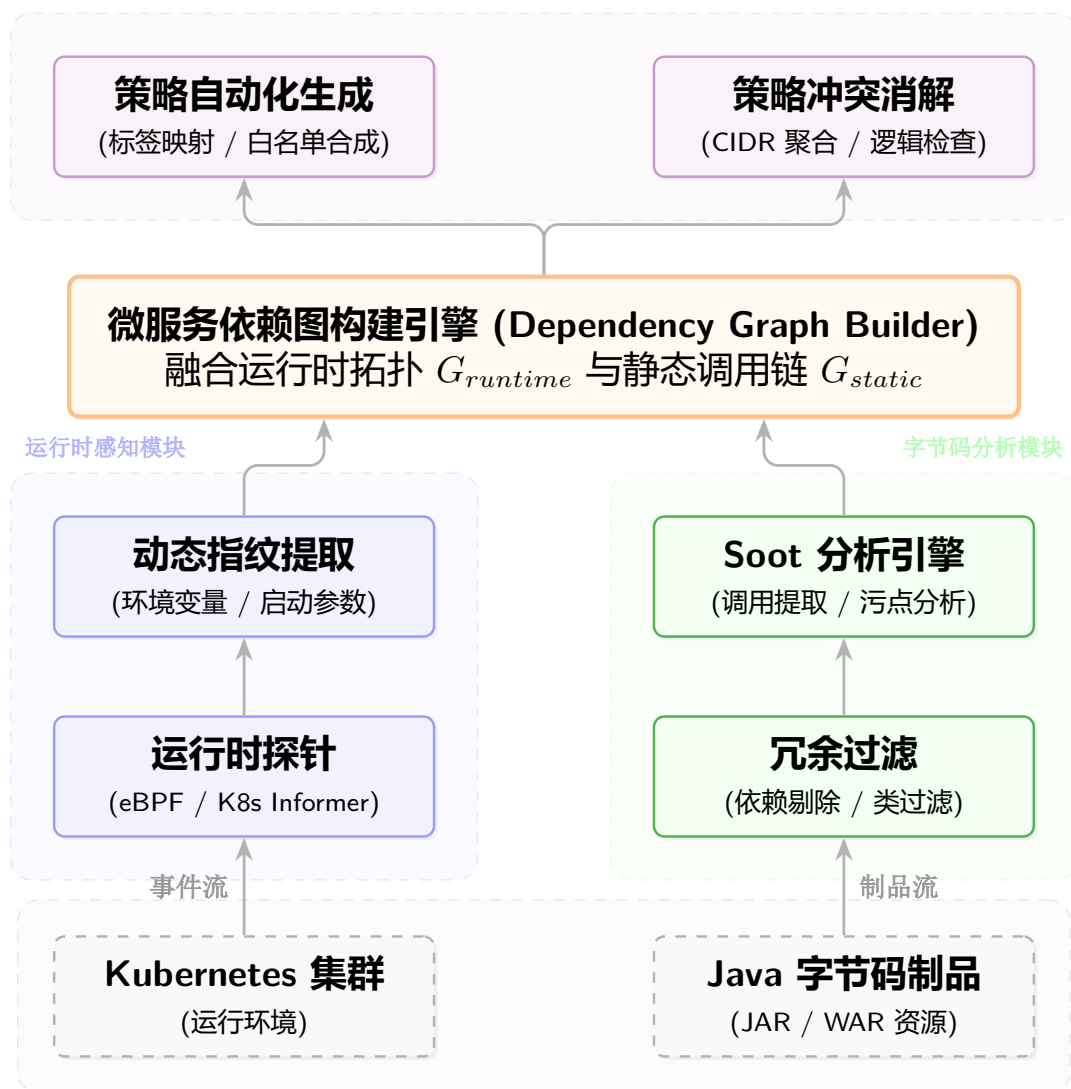 策略自动化生成
(标签映射 / 白名单合成)
策略冲突消解
(CIDR 聚合 / 逻辑检查)
微服务依赖图构建引擎 (Dependency Graph Builder)
融合运行时拓扑 G_{runtime} 与静态调用链 G_{static}
运行时感知模块
字节码分析模块
动态指纹提取
(环境变量 / 启动参数)
Soot 分析引擎
(调用提取 / 污点分析)
运行时探针
(eBPF / K8s Informer)
冗余过滤
(依赖剔除 / 类过滤)
事件流
制品流
Kubernetes 集群
(运行环境)
Java 字节码制品
(JAR / WAR 资源)